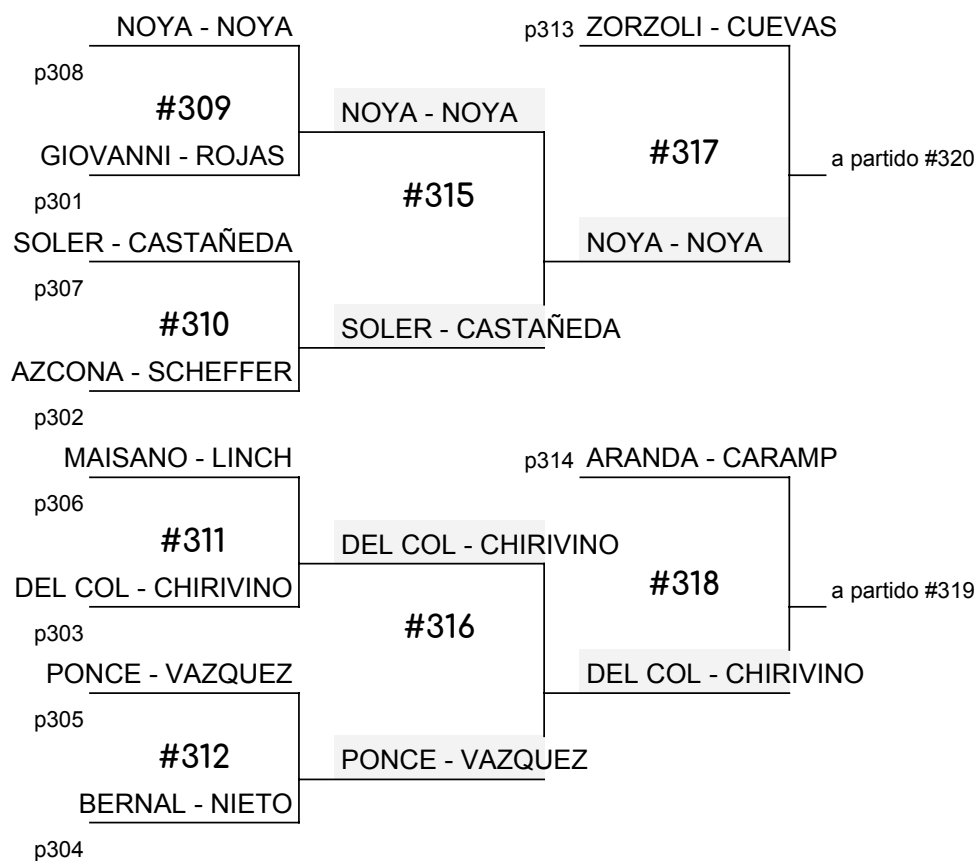 NOYA - NOYA
p313 ZORZOLI - CUEVAS
p308
#309
NOYA - NOYA
GIOVANNI - ROJAS
#317
a partido #320
p301
#315
SOLER - CASTAÑEDA
NOYA - NOYA
p307
#310
SOLER - CASTAÑEDA
AZCONA - SCHEFFER
p302
MAISANO - LINCH
p314 ARANDA - CARAMP
p306
#311
DEL COL - CHIRIVINO
DEL COL - CHIRIVINO
#318
a partido #319
p303
#316
PONCE - VAZQUEZ
DEL COL - CHIRIVINO
p305
#312
PONCE - VAZQUEZ
BERNAL - NIETO
p304